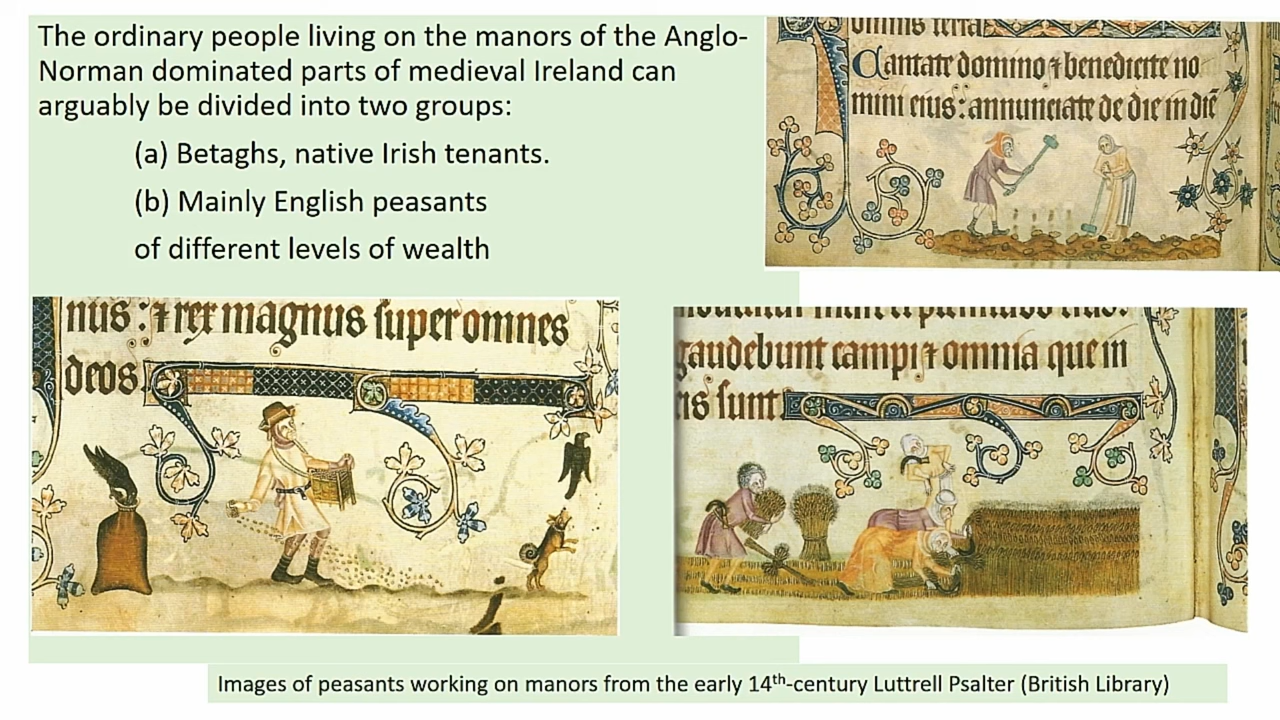 The ordinary people living on the manors of the Anglo-
Norman dominated parts of medieval Ireland can
arguably be divided into two groups:
(a) Betaghs, native Irish tenants.
(b) Mainly English peasants
of different levels of wealth
omnis terra
Cantate domino ⁊ benedicite no
mini eius: annunciate de die in diē
nus: ⁊ rex magnus super omnes
deos.
gaudebunt campi ⁊ omnia que in
eis sunt.
Images of peasants working on manors from the early 14th-century Luttrell Psalter (British Library)